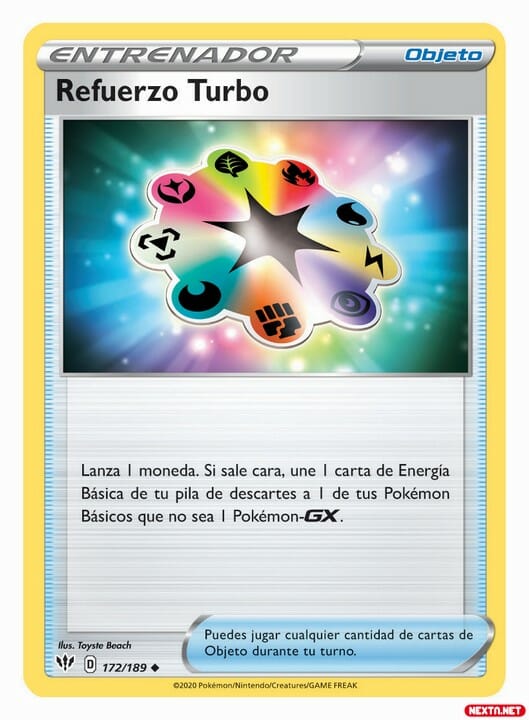 ENTRENADOR
Objeto
Refuerzo Turbo
Lanza 1 moneda. Si sale cara, une 1 carta de Energía
Básica de tu pila de descartes a 1 de tus Pokémon
Básicos que no sea 1 Pokémon-GX.
Ilus. Toyste Beach
Puedes jugar cualquier cantidad de cartas de
Objeto durante tu turno.
D 172/189
©2020 Pokémon/Nintendo/Creatures/GAME FREAK
NEXTN.NET